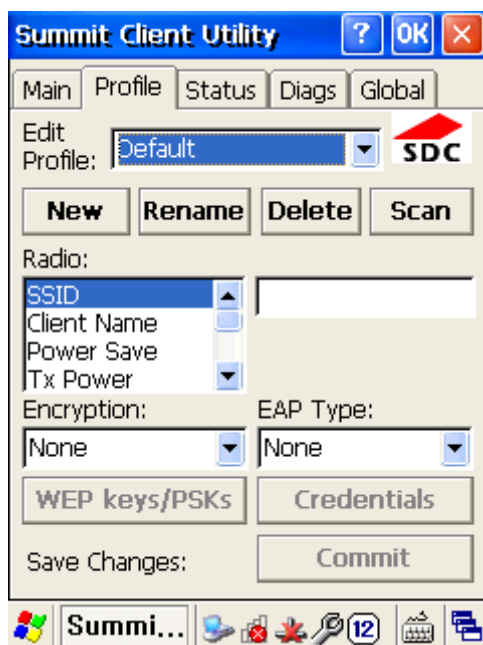 Summit Client Utility ? OK
Main Profile Status Diags Global
Edit Profile: Default SDC
New Rename Delete Scan
Radio:
SSID
Client Name
Power Save
Tx Power
Encryption: EAP Type:
None None
WEP keys/PSKs Credentials
Save Changes: Commit
Summi... 12